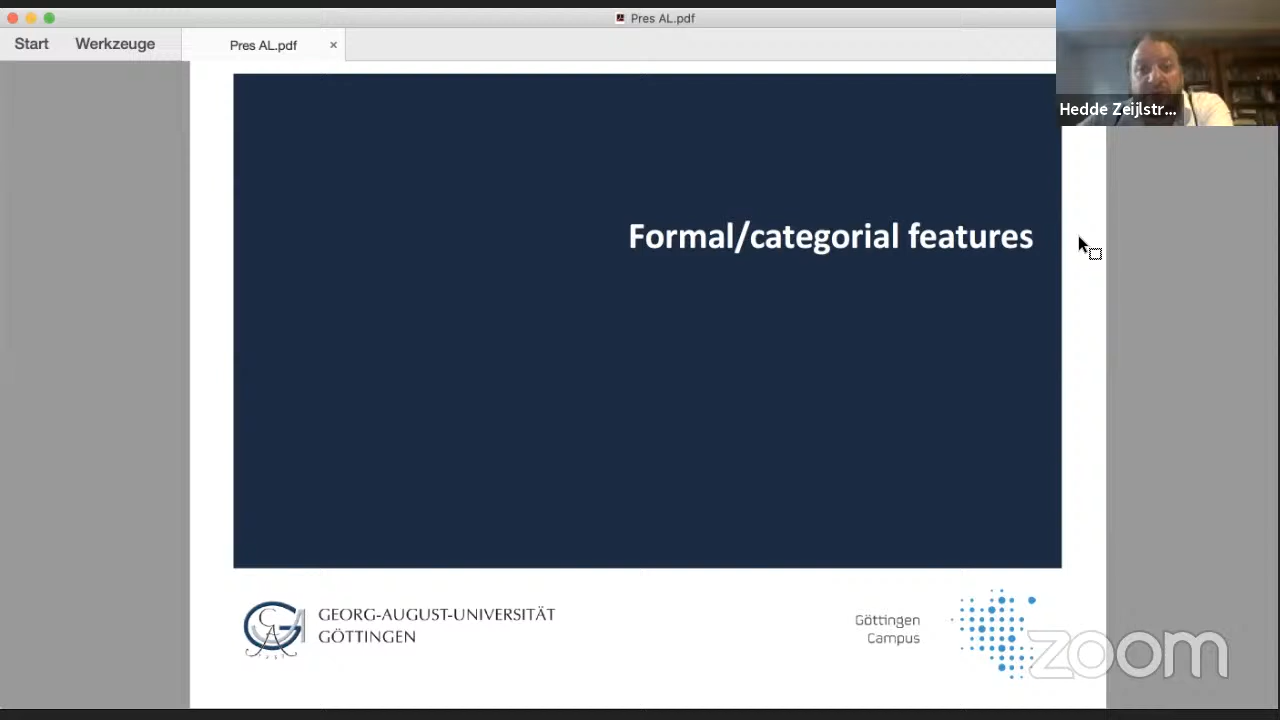 Pres AL.pdf
Start Werkzeuge Pres AL.pdf ×
Hedde Zeijlstr...
Formal/categorial features
GEORG-AUGUST-UNIVERSITÄT
GÖTTINGEN
Göttingen
Campus
zoom